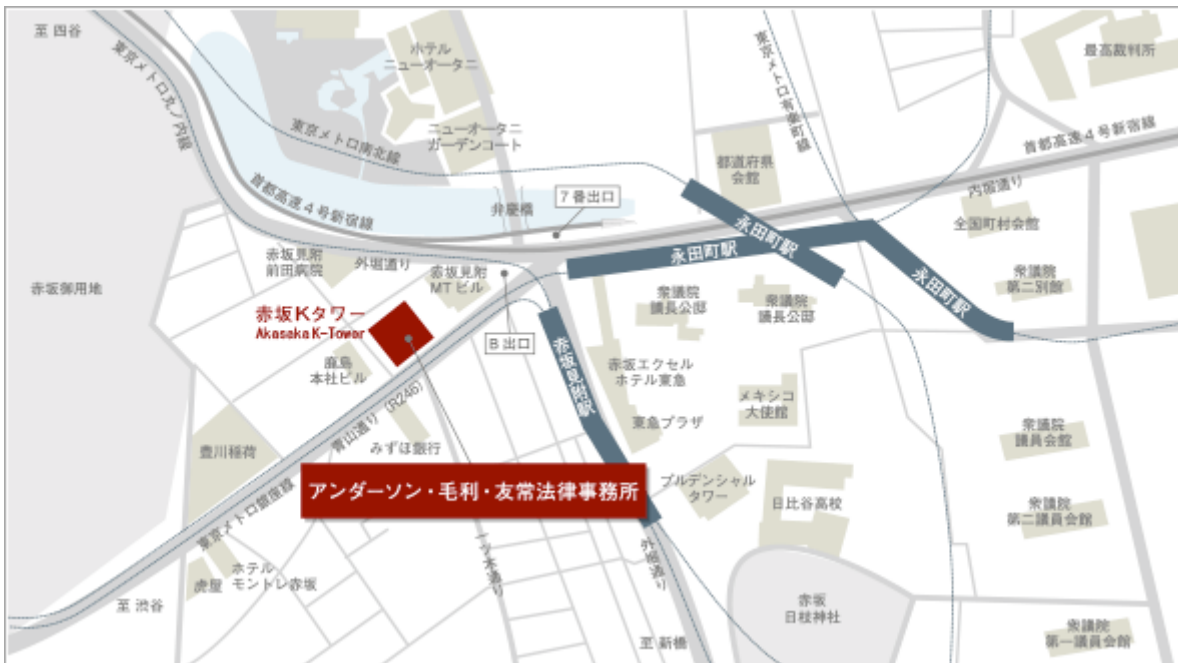 至 四谷
東京メトロ丸ノ内線
ホテル
ニューオータニ
東京メトロ有楽町線
最高裁判所
東京メトロ南北線
ニューオータニ
ガーデンコート
首都高速4号新宿線
都道府県
会館
首都高速4号新宿線
内堀通り
7番出口
弁慶橋
全国町村会館
永田町駅
永田町駅
永田町駅
赤坂見附
前田病院
外堀通り
赤坂見附
MTビル
衆議院
第二別館
赤坂御用地
衆議院
議長公邸
衆議院
議長公邸
赤坂Kタワー
Akasaka K-Tower
B出口
赤坂見附駅
鹿島
本社ビル
赤坂エクセル
ホテル東急
メキシコ
大使館
青山通り(R246)
東急プラザ
衆議院
議員会館
みずほ銀行
豊川稲荷
アンダーソン・毛利・友常法律事務所
プルデンシャル
タワー
日比谷高校
衆議院
第二議員会館
東京メトロ銀座線
一ツ木通り
外堀通り
ホテル
モントレ赤坂
虎屋
至 渋谷
赤坂
日枝神社
至 新橋
衆議院
第一議員会館